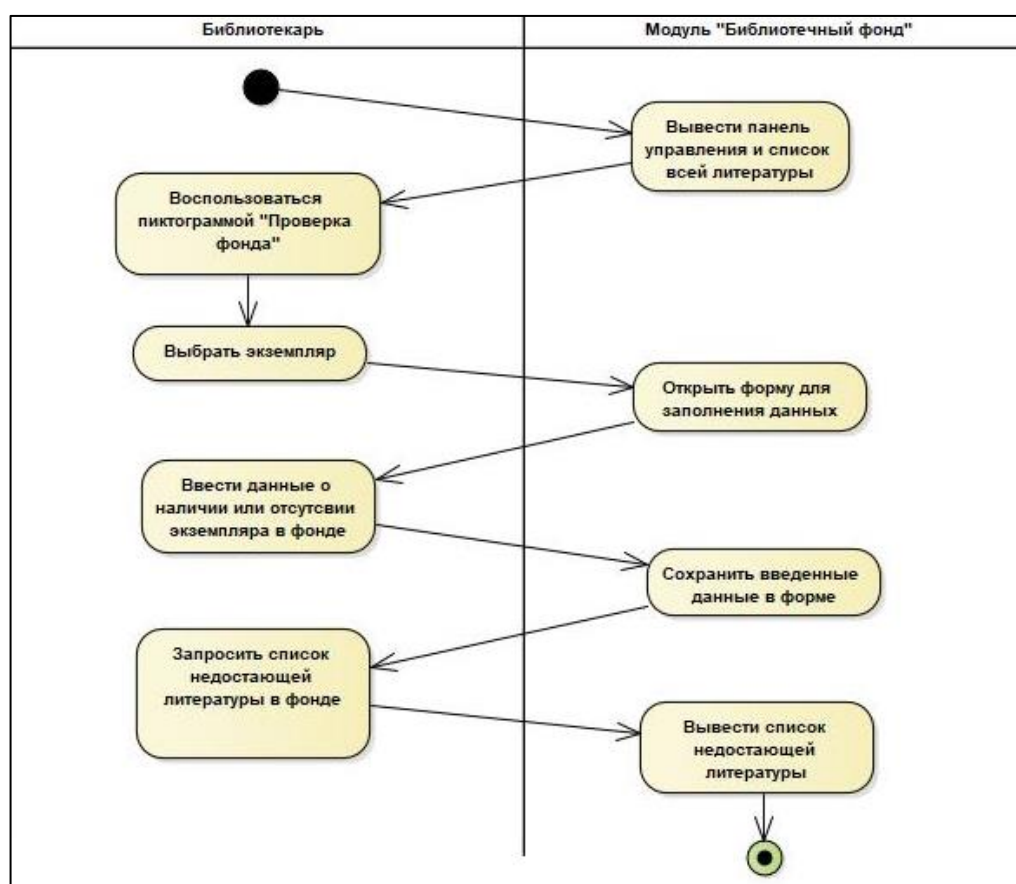 Библиотекарь
Модуль "Библиотечный фонд"
Вывести панель
управления и список
всей литературы
Воспользоваться
пиктограммой "Проверка
фонда"
Выбрать экземпляр
Открыть форму для
заполнения данных
Ввести данные о
наличии или отсутсвии
экземпляра в фонде
Сохранить введенные
данные в форме
Запросить список
недостающей
литературы в фонде
Вывести список
недостающей
литературы